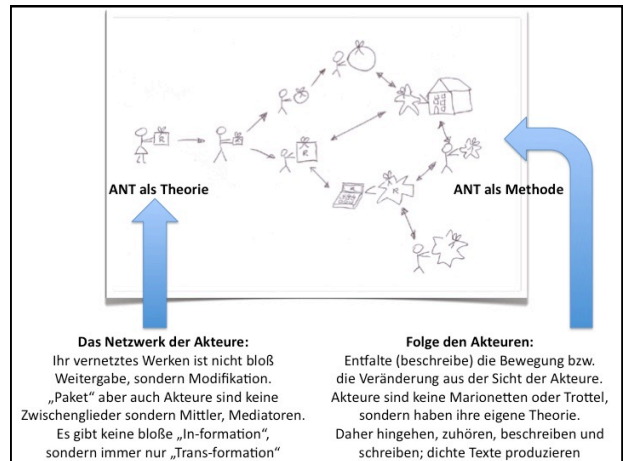 R
R
R
ANT als Theorie
ANT als Methode
Das Netzwerk der Akteure:
Ihr vernetztes Werken ist nicht bloß
Weitergabe, sondern Modifikation.
„Paket“ aber auch Akteure sind keine
Zwischenglieder sondern Mittler, Mediatoren.
Es gibt keine bloße „In-formation“,
sondern immer nur „Trans-formation“
Folge den Akteuren:
Entfalte (beschreibe) die Bewegung bzw.
die Veränderung aus der Sicht der Akteure.
Akteure sind keine Marionetten oder Trottel,
sondern haben ihre eigene Theorie.
Daher hingehen, zuhören, beschreiben und
schreiben; dichte Texte produzieren